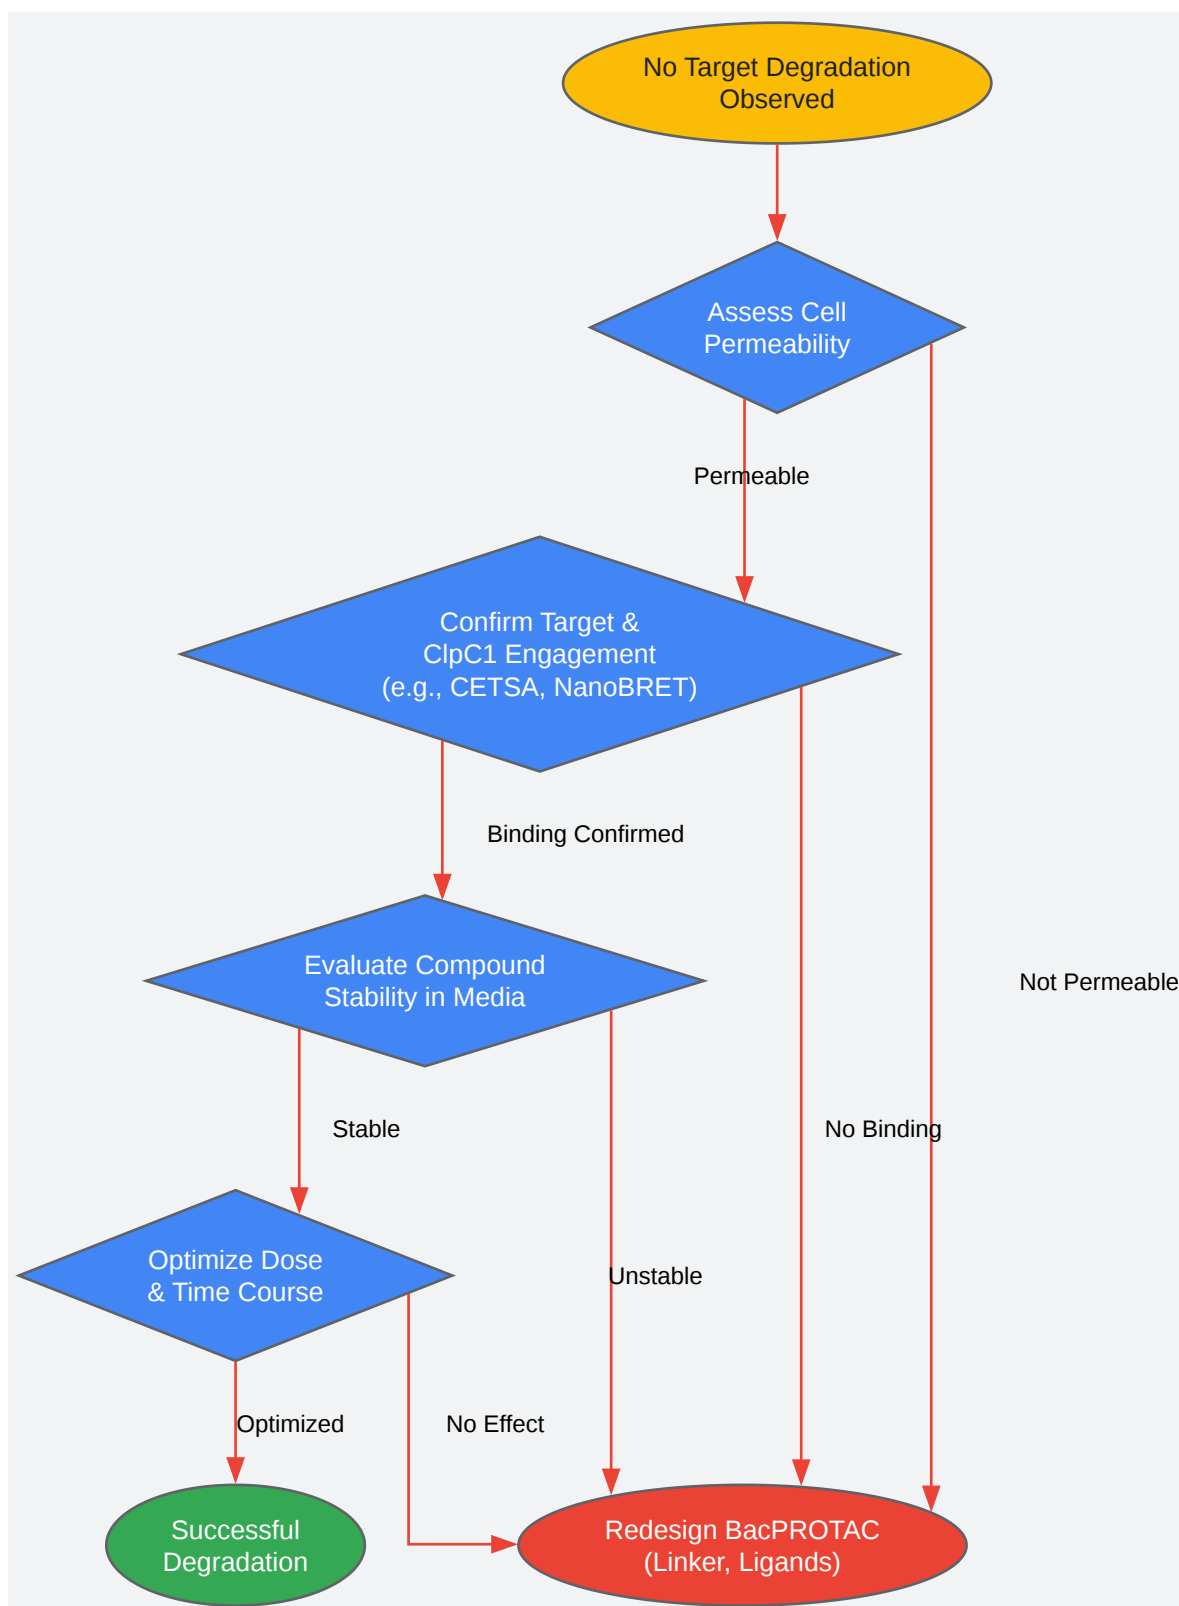 No Target Degradation
Observed
Assess Cell
Permeability
Permeable
Confirm Target &
ClpC1 Engagement
(e.g., CETSA, NanoBRET)
Binding Confirmed
Evaluate Compound
Stability in Media
Not Permeable
Stable
No Binding
Optimize Dose
& Time Course
Unstable
Optimized
No Effect
Successful
Degradation
Redesign BacPROTAC
(Linker, Ligands)